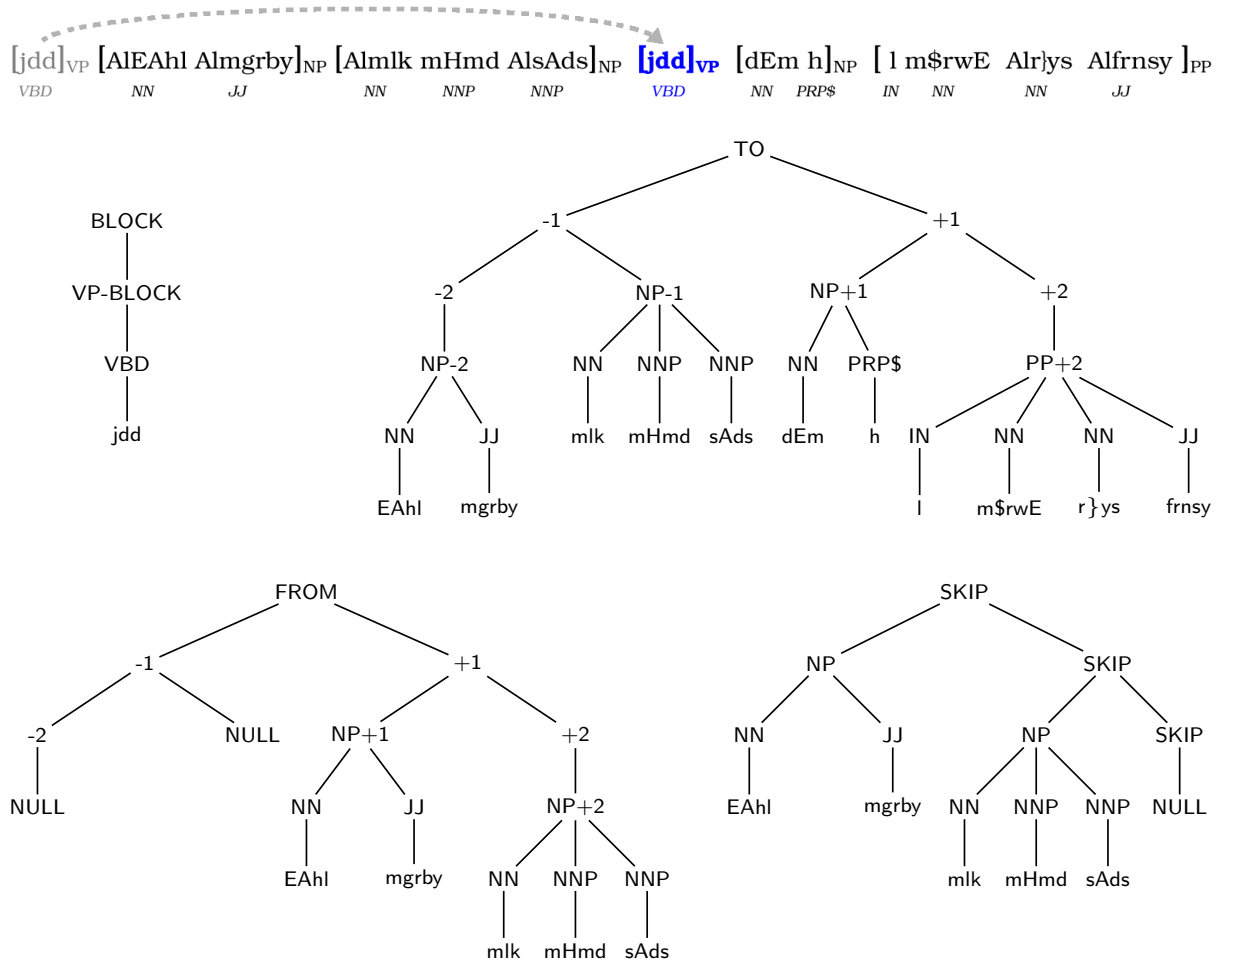 [jdd]VP [AlEAhl Almgrby]NP [Almlk mHmd AlsAds]NP [jdd]VP [dEm h]NP [ l m$rwE Alr}ys Alfrnsy ]PP
VBD NN JJ NN NNP NNP VBD NN PRP$ IN NN NN JJ
TO
BLOCK -1 +1
VP-BLOCK -2 NP-1 NP+1 +2
VBD NP-2 NN NNP NNP NN PRP$ PP+2
jdd NN JJ mlk mHmd sAds dEm h IN NN NN JJ
EAhl mgrby l m$rwE r}ys frnsy
FROM SKIP
-1 +1 NP SKIP
-2 NULL NP+1 +2 NN JJ NP SKIP
NULL NN JJ NP+2 EAhl mgrby NN NNP NNP NULL
EAhl mgrby NN NNP NNP mlk mHmd sAds
mlk mHmd sAds